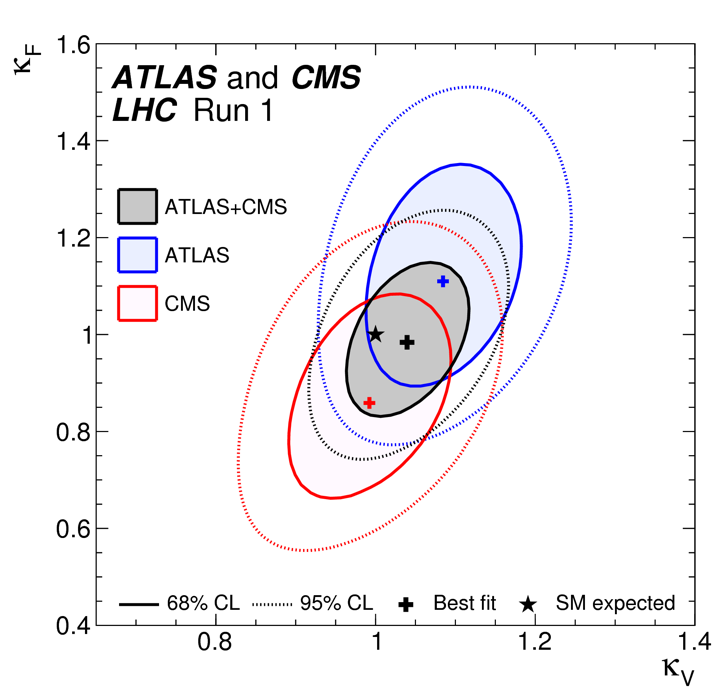 κF
1.6
1.4
1.2
1
0.8
0.6
0.4
ATLAS and CMS
LHC Run 1
ATLAS+CMS
ATLAS
CMS
68% CL 95% CL Best fit SM expected
0.8 1 1.2 1.4
κV